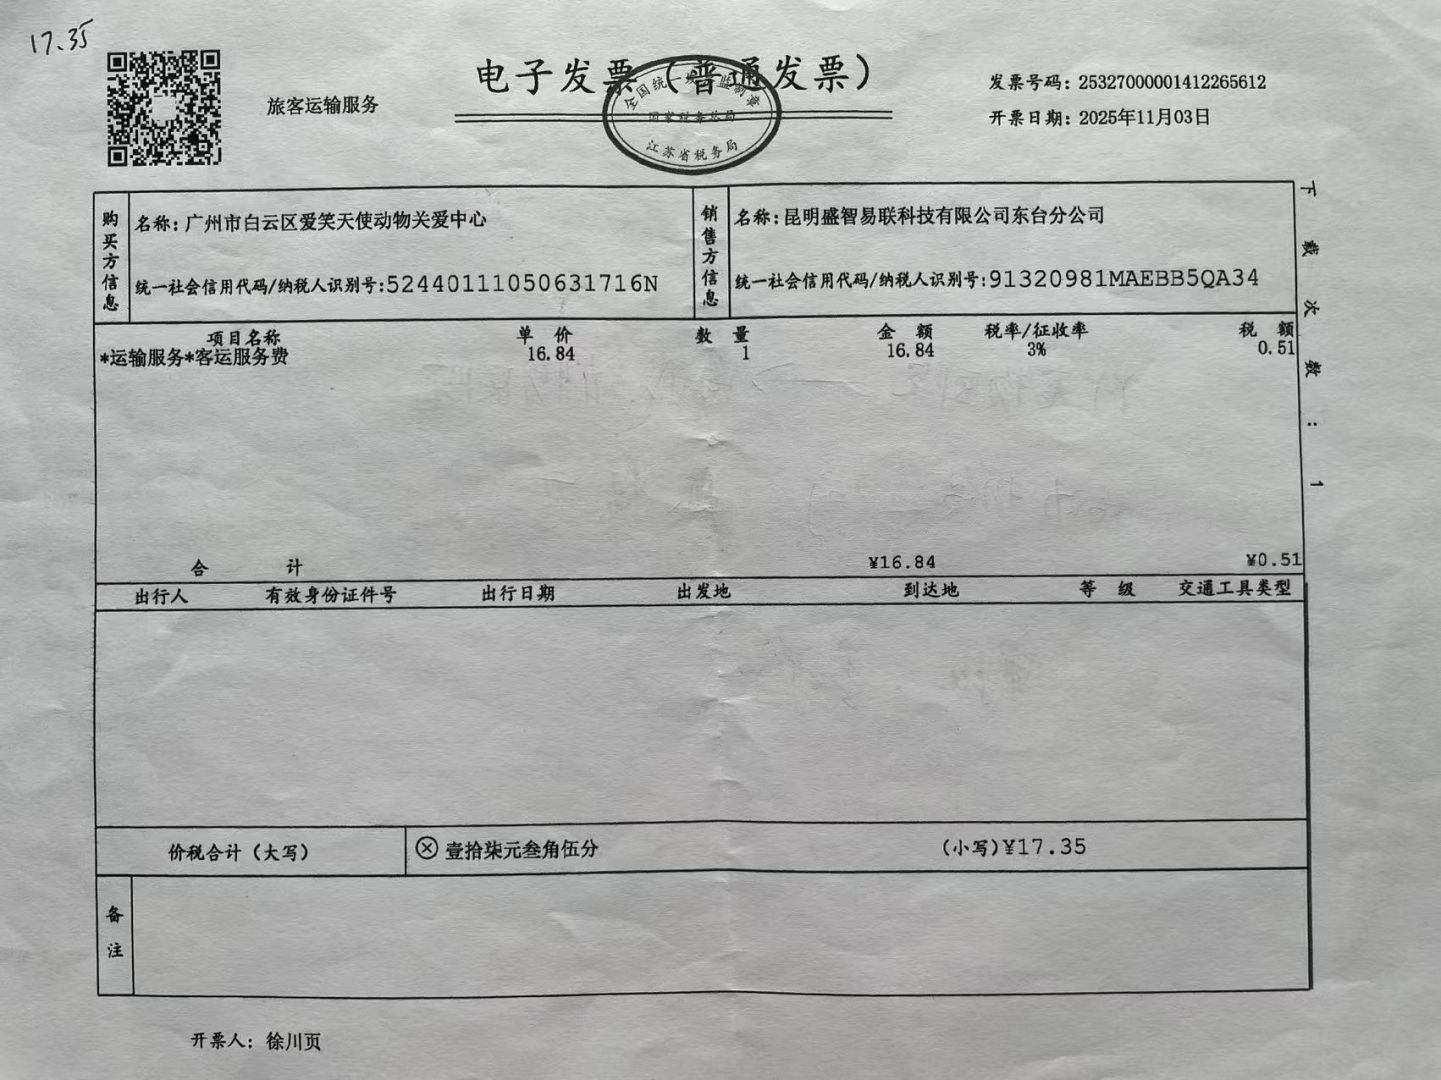 17.35
电子发票（普通发票）
旅客运输服务
全国统一发票监制章
国家税务总局
江苏省税务局
发票号码：25327000001412265612
开票日期：2025年11月03日
购买方信息
名称：广州市白云区爱笑天使动物关爱中心
统一社会信用代码/纳税人识别号:52440111050631716N
销售方信息
名称：昆明盛智易联科技有限公司东台分公司
统一社会信用代码/纳税人识别号:91320981MAEBB5QA34
下载次数：1
项目名称 单价 数量 金额 税率/征收率 税额
*运输服务*客运服务费 16.84 1 16.84 3% 0.51
合计 ¥16.84 ¥0.51
出行人 有效身份证件号 出行日期 出发地 到达地 等级 交通工具类型
价税合计（大写） ⊗ 壹拾柒元叁角伍分 (小写)¥17.35
备注
开票人：徐川页